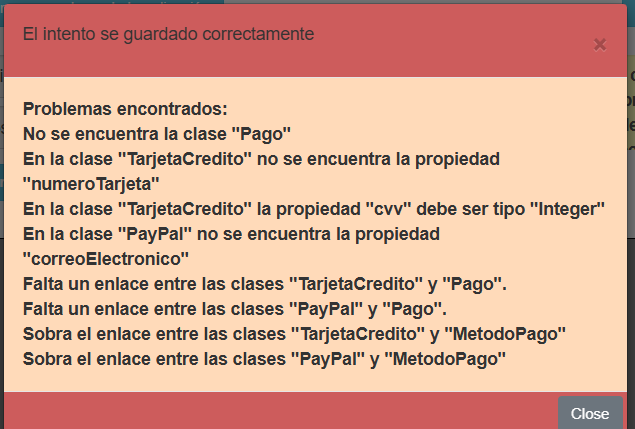 El intento se guardado correctamente
×
Problemas encontrados:
No se encuentra la clase "Pago"
En la clase "TarjetaCredito" no se encuentra la propiedad
"numeroTarjeta"
En la clase "TarjetaCredito" la propiedad "cvv" debe ser tipo "Integer"
En la clase "PayPal" no se encuentra la propiedad
"correoElectronico"
Falta un enlace entre las clases "TarjetaCredito" y "Pago".
Falta un enlace entre las clases "PayPal" y "Pago".
Sobra el enlace entre las clases "TarjetaCredito" y "MetodoPago"
Sobra el enlace entre las clases "PayPal" y "MetodoPago"
Close